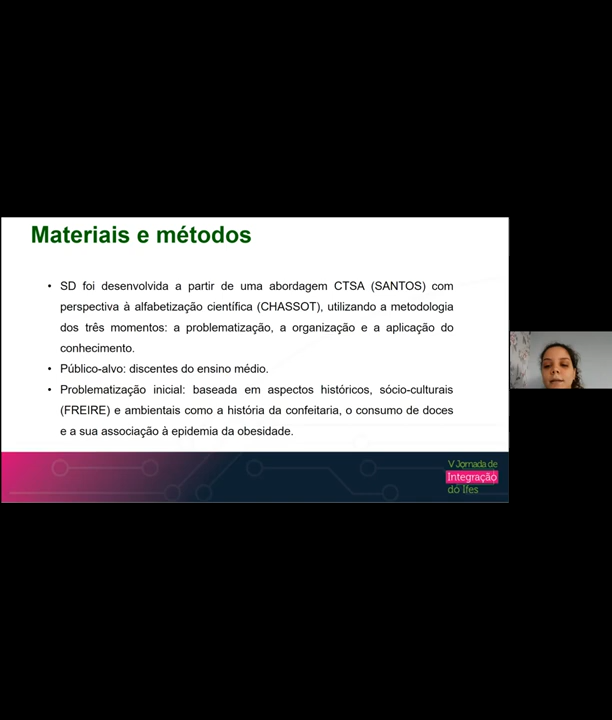 Materiais e métodos
• SD foi desenvolvida a partir de uma abordagem CTSA (SANTOS) com
perspectiva à alfabetização científica (CHASSOT), utilizando a metodologia
dos três momentos: a problematização, a organização e a aplicação do
conhecimento.
• Público-alvo: discentes do ensino médio.
• Problematização inicial: baseada em aspectos históricos, sócio-culturais
(FREIRE) e ambientais como a história da confeitaria, o consumo de doces
e a sua associação à epidemia da obesidade.
V Jornada de
Integração
do Ifes